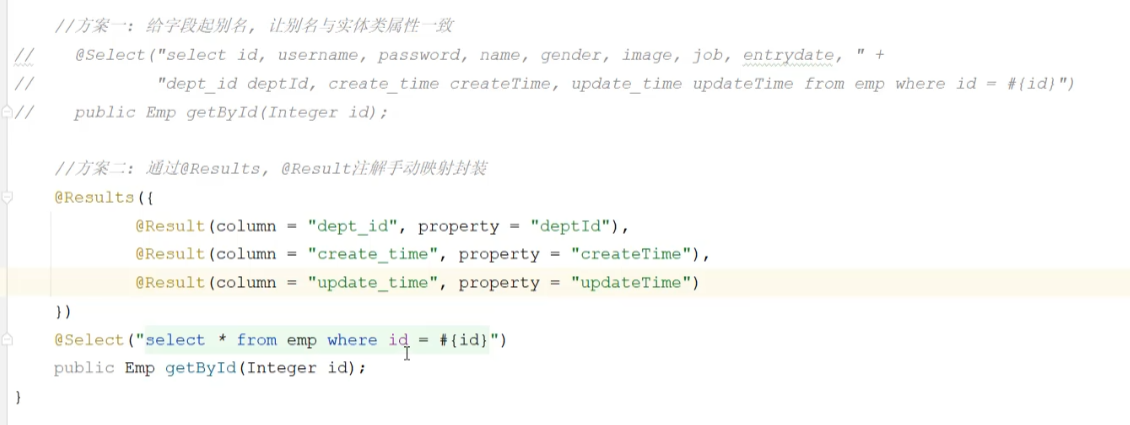 //方案一: 给字段起别名, 让别名与实体类属性一致
//    @Select("select id, username, password, name, gender, image, job, entrydate, " +
//            "dept_id deptId, create_time createTime, update_time updateTime from emp where id = #{id}")
//    public Emp getById(Integer id);
//方案二: 通过@Results, @Result注解手动映射封装
@Results({
@Result(column = "dept_id", property = "deptId"),
@Result(column = "create_time", property = "createTime"),
@Result(column = "update_time", property = "updateTime")
})
@Select("select * from emp where id = #{id}")
public Emp getById(Integer id);
}